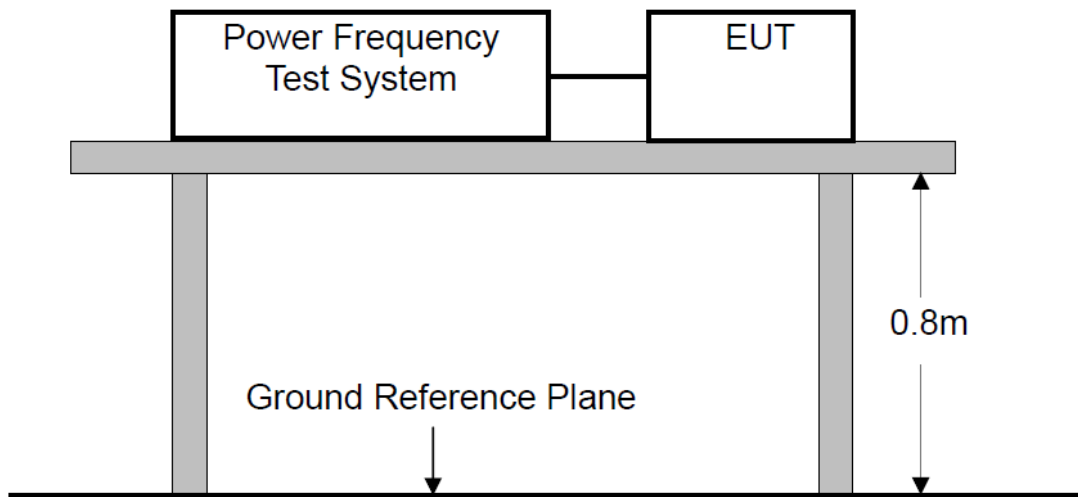 Power Frequency
Test System
EUT
0.8m
Ground Reference Plane